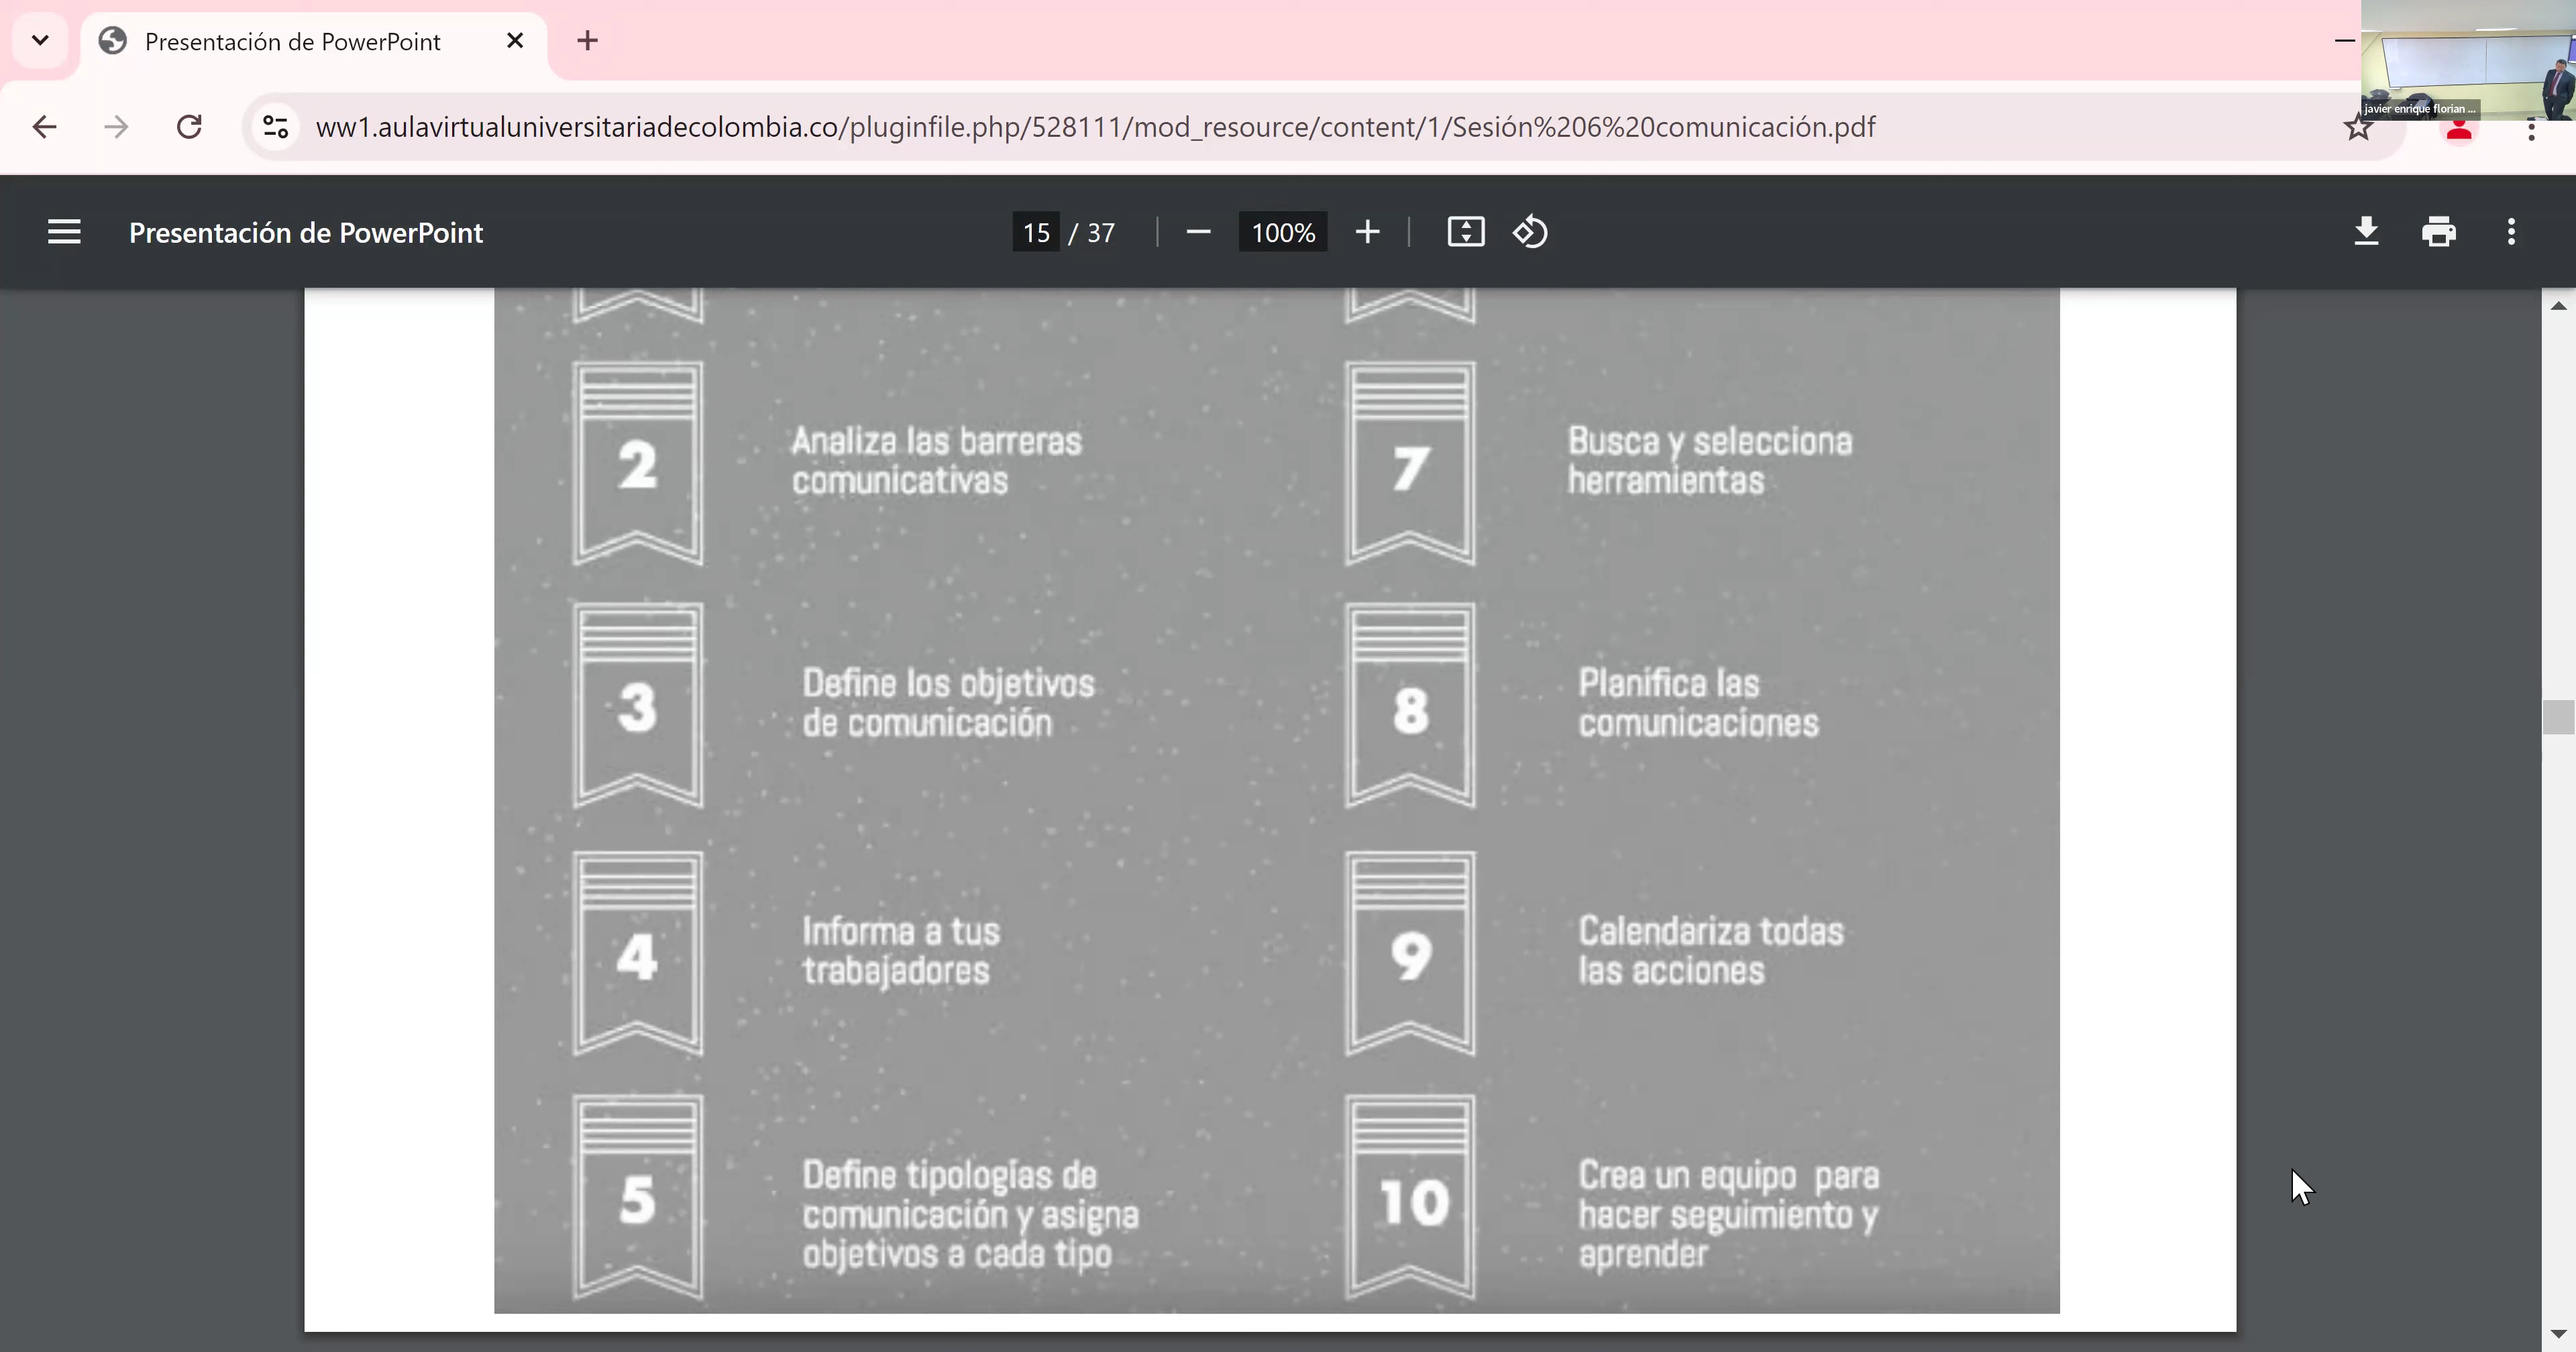 Presentación de PowerPoint
ww1.aulavirtualuniversitariadecolombia.co/pluginfile.php/528111/mod_resource/content/1/Sesión%206%20comunicación.pdf
javier enrique florian ...
Presentación de PowerPoint
15 / 37
100%
2
Analiza las barreras
comunicativas
3
Define los objetivos
de comunicación
4
Informa a tus
trabajadores
5
Define tipologías de
comunicación y asigna
objetivos a cada tipo
7
Busca y selecciona
herramientas
8
Planifica las
comunicaciones
9
Calendariza todas
las acciones
10
Crea un equipo para
hacer seguimiento y
aprender